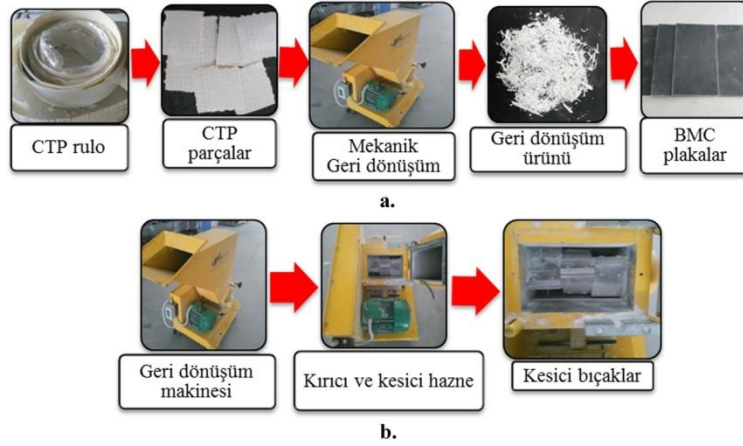 CTP rulo
CTP
parçalar
Mekanik
Geri dönüşüm
Geri dönüşüm
ürünü
BMC
plakalar
a.
Geri dönüşüm
makinesi
Kırıcı ve kesici hazne
Kesici bıçaklar
b.